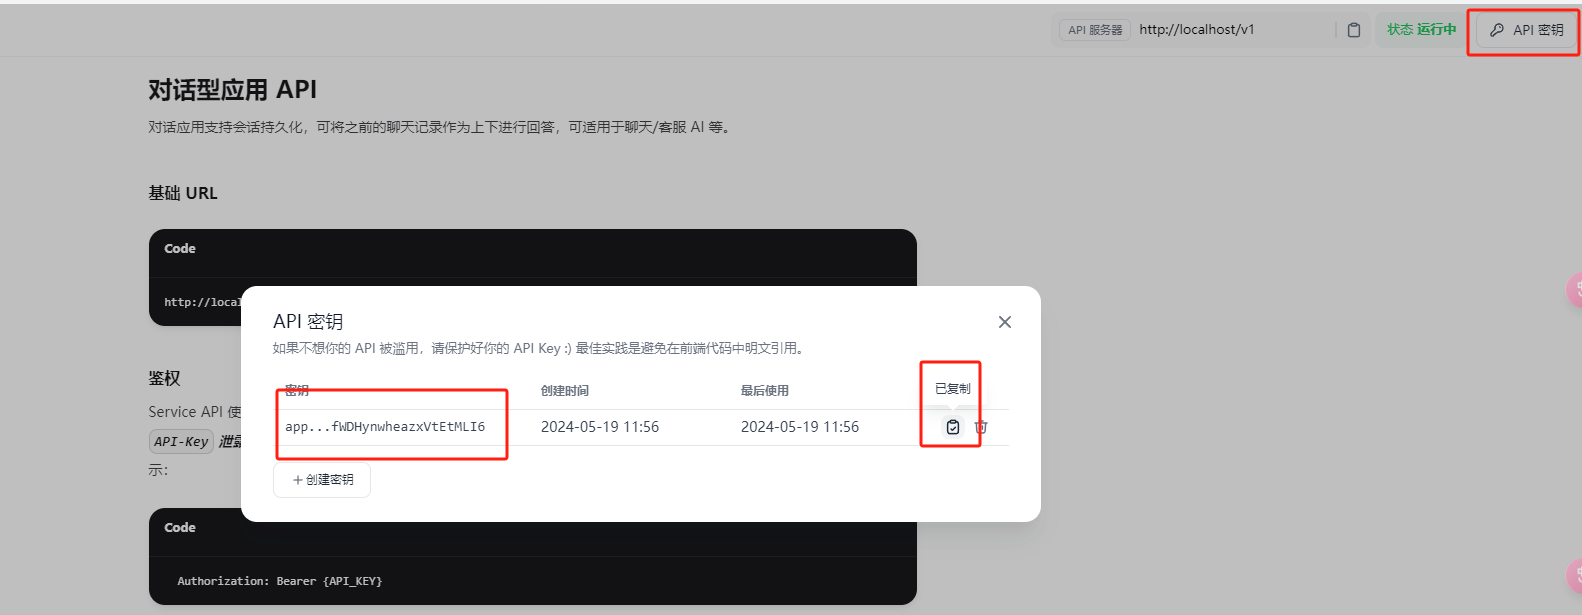 API 服务器 http://localhost/v1 状态 运行中 API 密钥
对话型应用 API
对话应用支持会话持久化，可将之前的聊天记录作为上下进行回答，可适用于聊天/客服 AI 等。
基础 URL
Code
http://local
API 密钥
如果不想你的 API 被滥用，请保护好你的 API Key :) 最佳实践是避免在前端代码中明文引用。
密钥 创建时间 最后使用 已复制
app...fWDHynwheazxVtEtMLI6 2024-05-19 11:56 2024-05-19 11:56
+ 创建密钥
鉴权
Service API 使
API-Key 泄露
示：
Code
Authorization: Bearer {API_KEY}